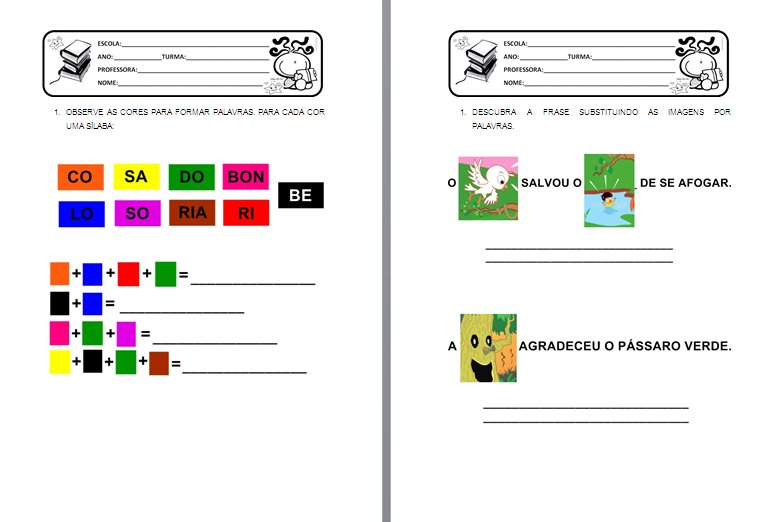 ESCOLA:
ANO: TURMA:
PROFESSORA:
NOME:
1. OBSERVE AS CORES PARA FORMAR PALAVRAS. PARA CADA COR
UMA SÍLABA:
CO SA DO BON
BE
LO SO RIA RI
+ + + =
+ =
+ + =
+ + + =
ESCOLA:
ANO: TURMA:
PROFESSORA:
NOME:
1. DESCUBRA A FRASE SUBSTITUINDO AS IMAGENS POR
PALAVRAS.
O SALVOU O DE SE AFOGAR.
A AGRADECEU O PÁSSARO VERDE.